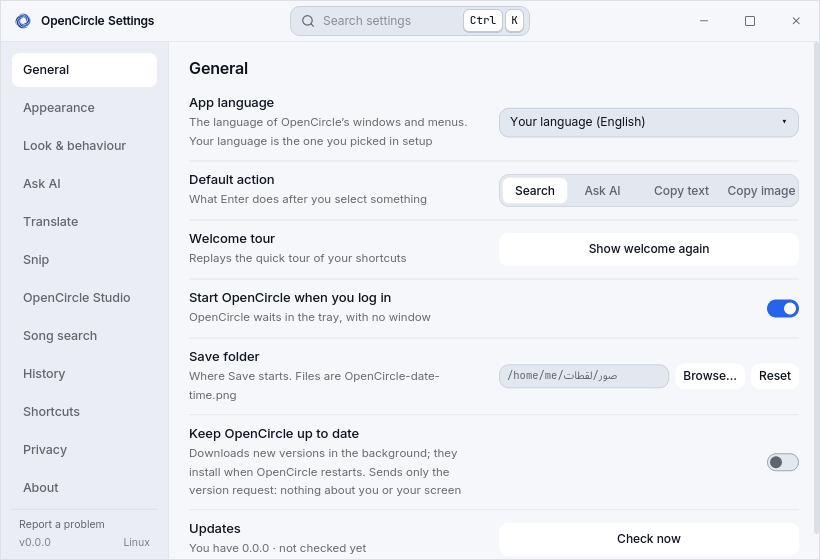 OpenCircle Settings
Search settings
Ctrl K
General
Appearance
Look & behaviour
Ask AI
Translate
Snip
OpenCircle Studio
Song search
History
Shortcuts
Privacy
About
Report a problem
v0.0.0 Linux
General
App language
The language of OpenCircle's windows and menus.
Your language is the one you picked in setup
Your language (English)
Default action
What Enter does after you select something
Search Ask AI Copy text Copy image
Welcome tour
Replays the quick tour of your shortcuts
Show welcome again
Start OpenCircle when you log in
OpenCircle waits in the tray, with no window
Save folder
Where Save starts. Files are OpenCircle-date-
time.png
/home/me/صور/لقطات
Browse... Reset
Keep OpenCircle up to date
Downloads new versions in the background; they
install when OpenCircle restarts. Sends only the
version request: nothing about you or your screen
Updates
You have 0.0.0 · not checked yet
Check now